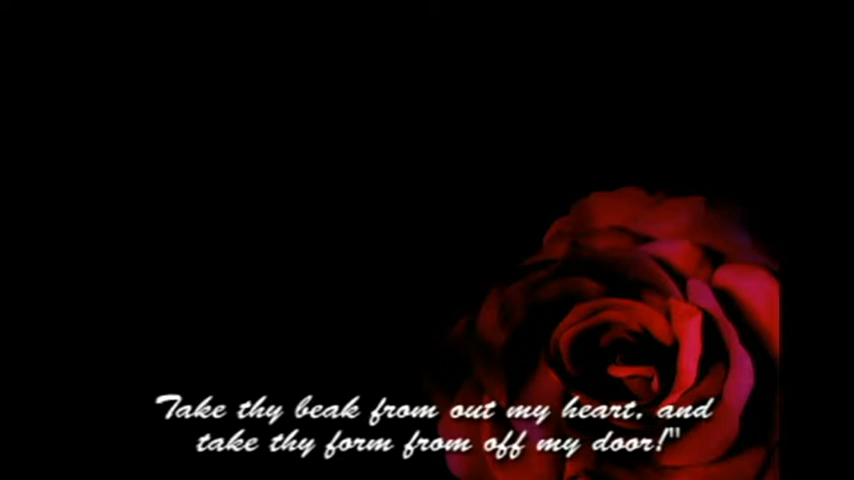 Take thy beak from out my heart, and
take thy form from off my door!"